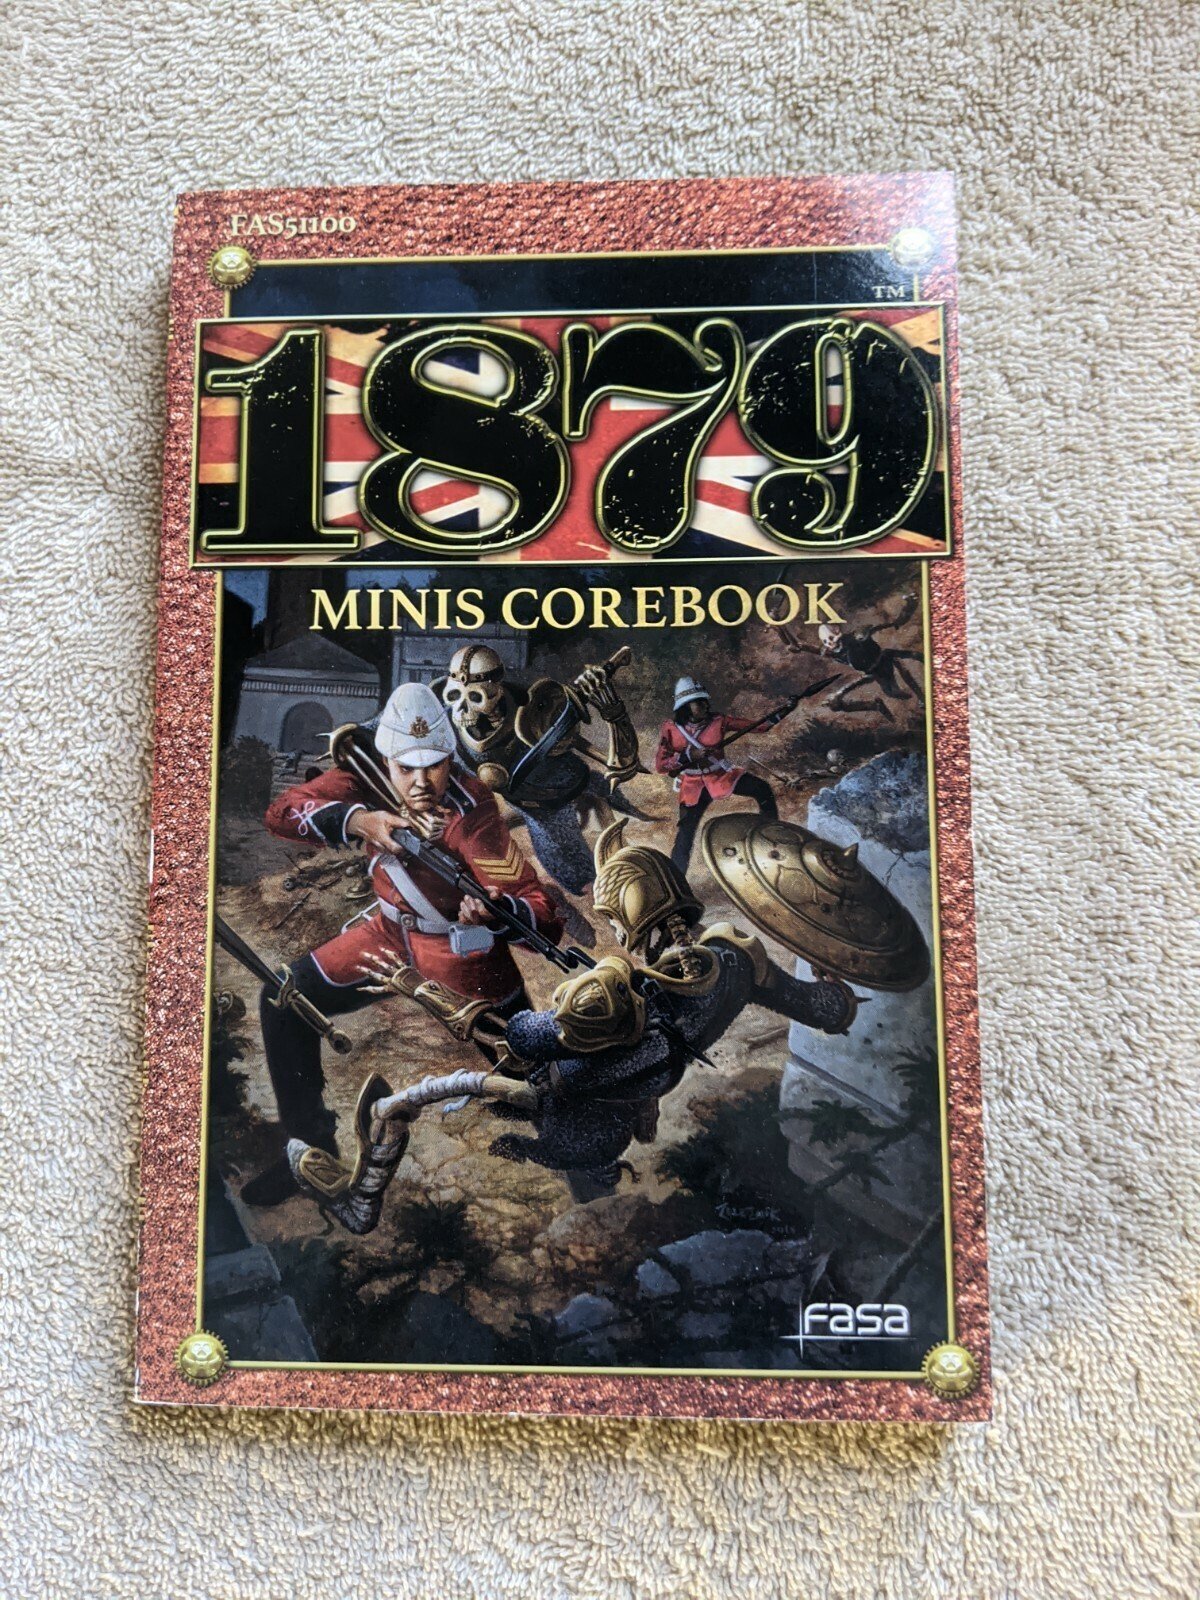 FAS51100
TM
1879
MINIS COREBOOK
FASA